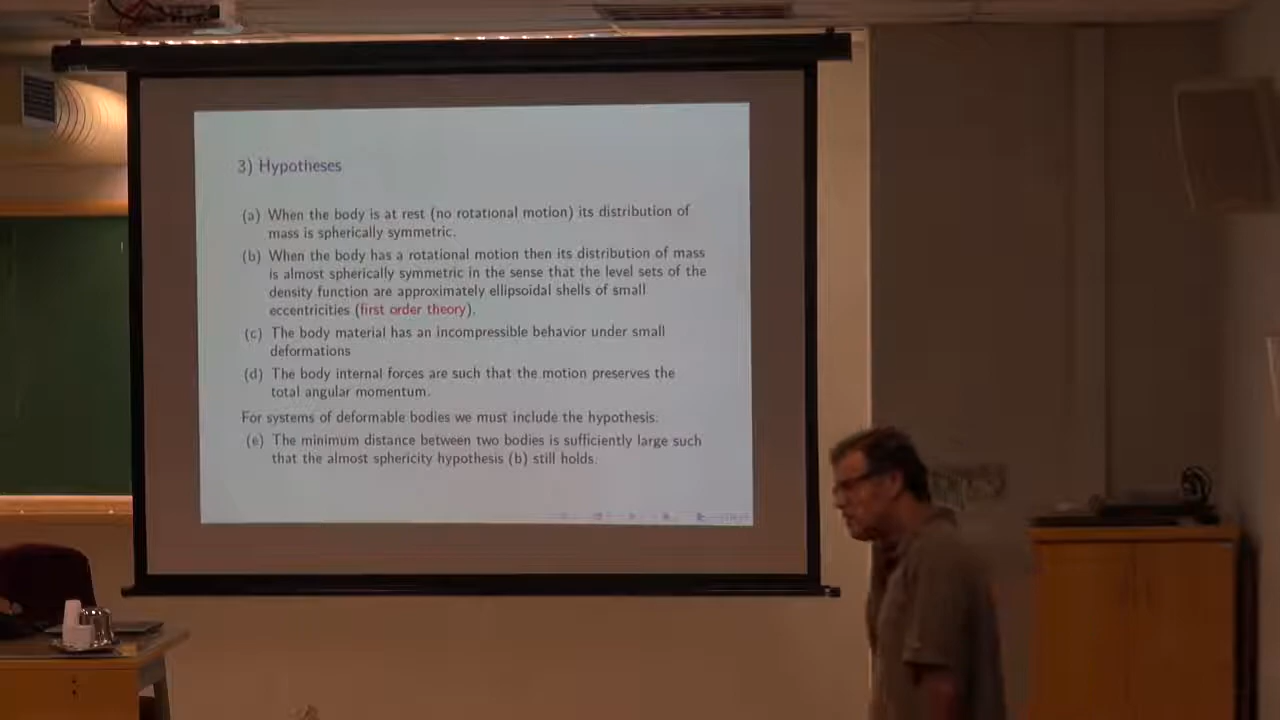 3) Hypotheses
(a) When the body is at rest (no rotational motion) its distribution of
mass is spherically symmetric.
(b) When the body has a rotational motion then its distribution of mass
is almost spherically symmetric in the sense that the level sets of the
density function are approximately ellipsoidal shells of small
eccentricities (first order theory).
(c) The body material has an incompressible behavior under small
deformations
(d) The body internal forces are such that the motion preserves the
total angular momentum.
For systems of deformable bodies we must include the hypothesis:
(e) The minimum distance between two bodies is sufficiently large such
that the almost sphericity hypothesis (b) still holds.